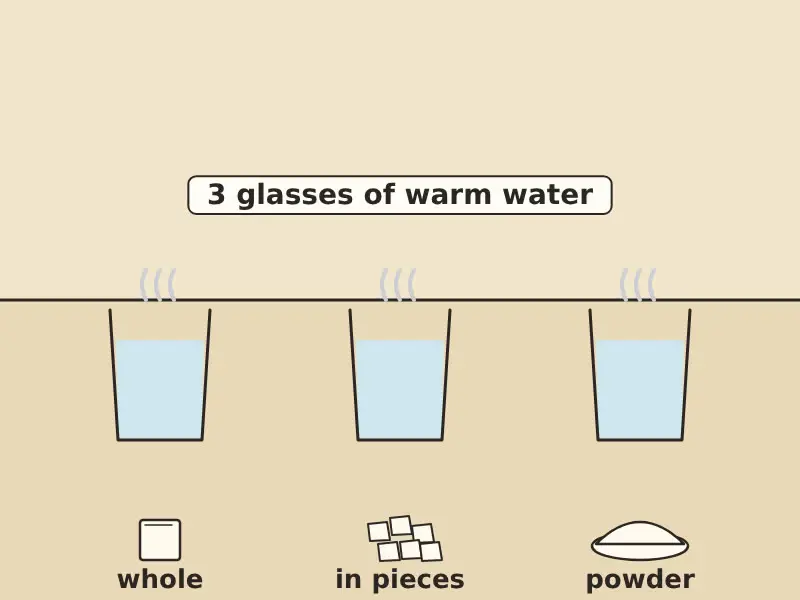 3 glasses of warm water
whole
in pieces
powder